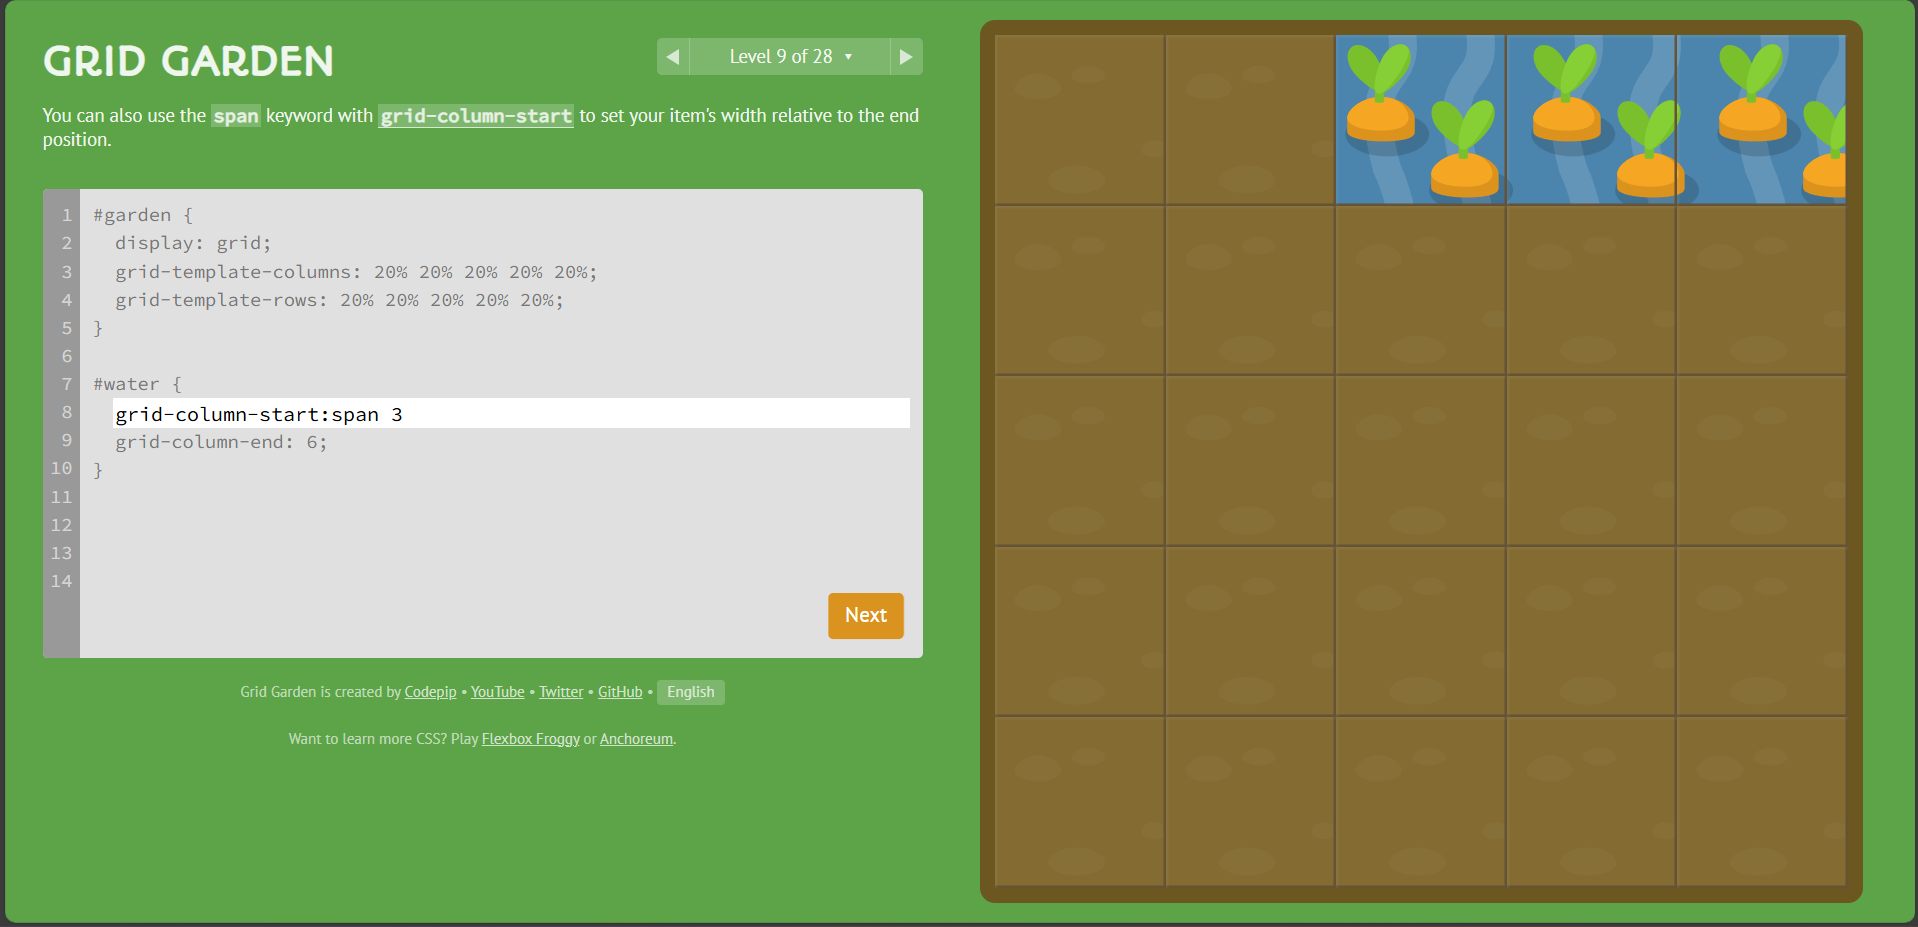 GRID GARDEN
◀ Level 9 of 28 ▾ ▶
You can also use the span keyword with grid-column-start to set your item's width relative to the end
position.
1 #garden {
2 display: grid;
3 grid-template-columns: 20% 20% 20% 20% 20%;
4 grid-template-rows: 20% 20% 20% 20% 20%;
5 }
6
7 #water {
8 grid-column-start:span 3
9 grid-column-end: 6;
10 }
11
12
13
14
Next
Grid Garden is created by Codepip • YouTube • Twitter • GitHub • English
Want to learn more CSS? Play Flexbox Froggy or Anchoreum.